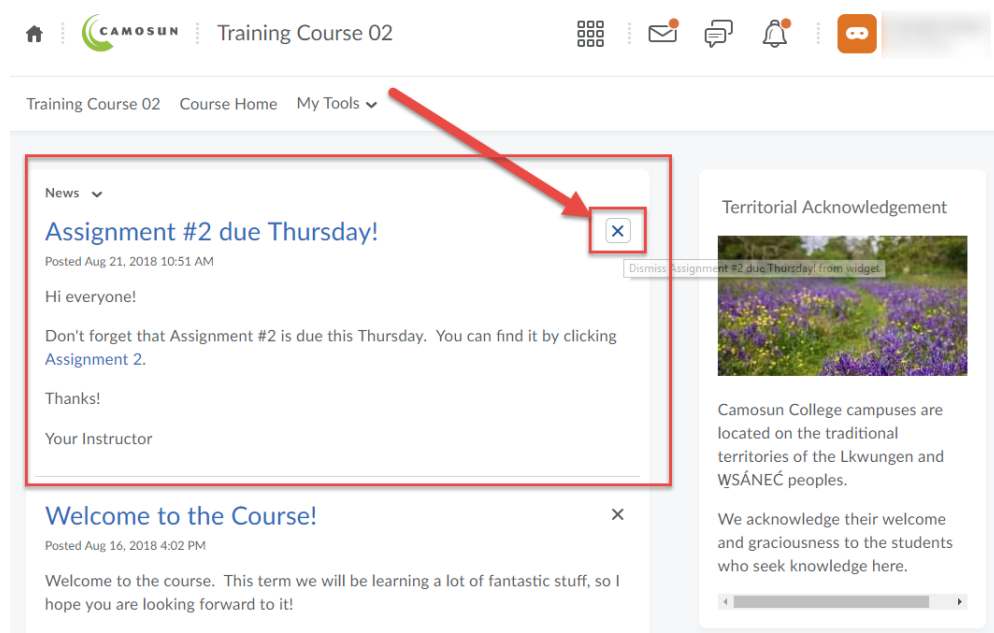 CAMOSUN
Training Course 02
Training Course 02
Course Home
My Tools
News
Assignment #2 due Thursday!
Posted Aug 21, 2018 10:51 AM
Dismiss Assignment #2 due Thursday! from widget
Hi everyone!
Don't forget that Assignment #2 is due this Thursday. You can find it by clicking
Assignment 2.
Thanks!
Your Instructor
Welcome to the Course!
Posted Aug 16, 2018 4:02 PM
Welcome to the course. This term we will be learning a lot of fantastic stuff, so I
hope you are looking forward to it!
Territorial Acknowledgement
Camosun College campuses are
located on the traditional
territories of the Lkwungen and
W̱SÁNEĆ peoples.
We acknowledge their welcome
and graciousness to the students
who seek knowledge here.